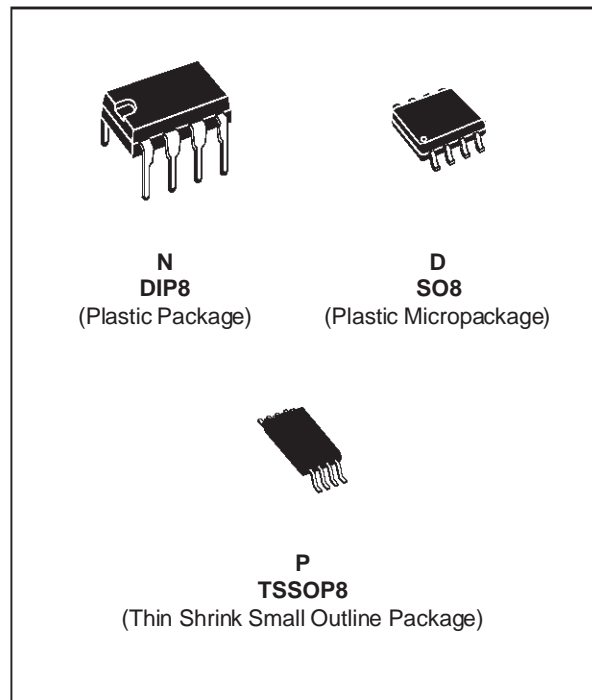 N
DIP8
(Plastic Package)
D
SO8
(Plastic Micropackage)
P
TSSOP8
(Thin Shrink Small Outline Package)